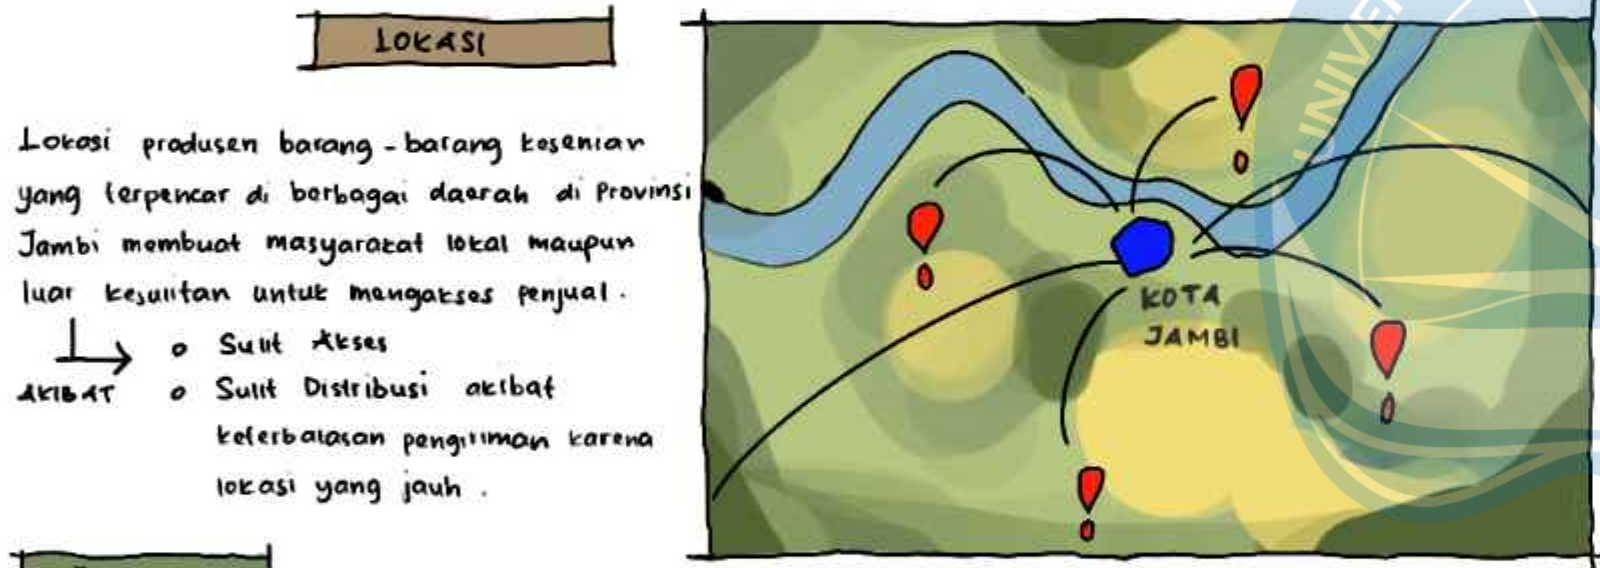 LOKASI
Lokasi produsen barang - barang kesenian
yang terpencar di berbagai daerah di Provinsi
Jambi membuat masyarakat lokal maupun
luar kesulitan untuk mengakses penjual.
AKIBAT
o Sulit Akses
o Sulit Distribusi akibat
keterbatasan pengiriman karena
lokasi yang jauh.
KOTA
JAMBI
UNIVER